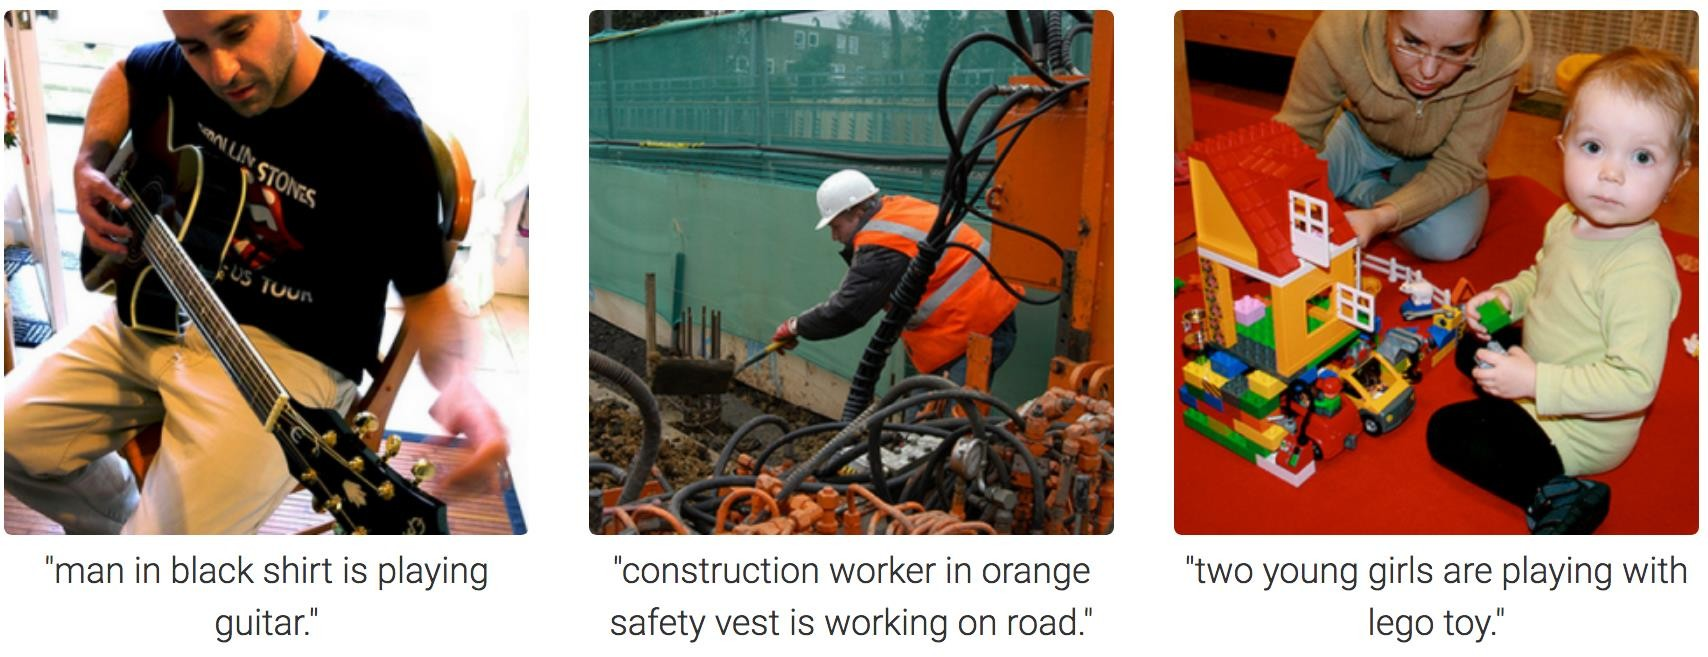 ROLLIN
STONES
US TOUR
"man in black shirt is playing
guitar."
"construction worker in orange
safety vest is working on road."
"two young girls are playing with
lego toy."